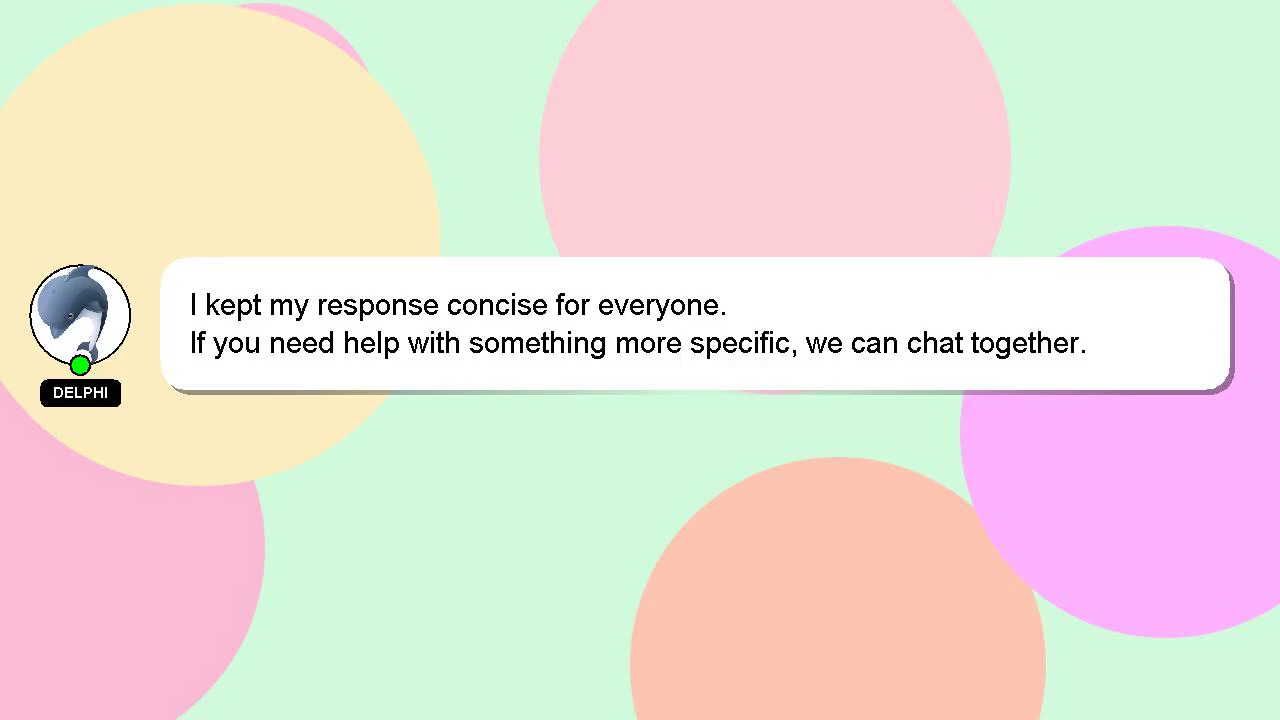 I kept my response concise for everyone.
If you need help with something more specific, we can chat together.
DELPHI